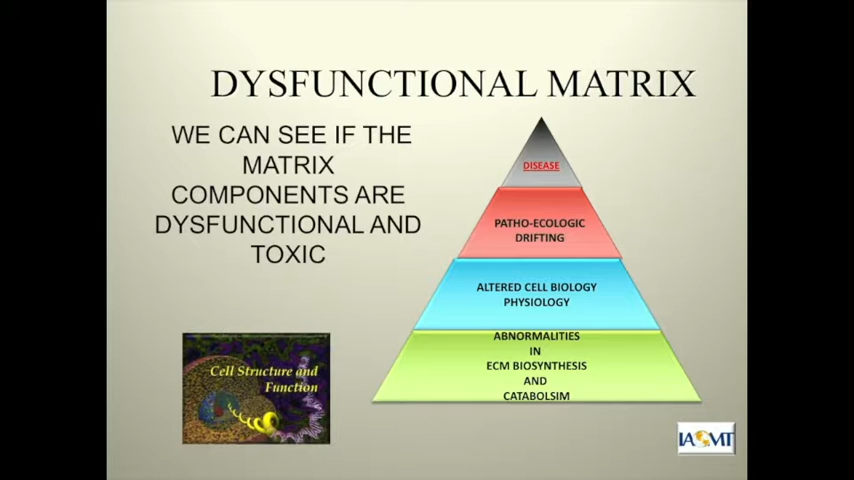 DYSFUNCTIONAL MATRIX
WE CAN SEE IF THE
MATRIX
COMPONENTS ARE
DYSFUNCTIONAL AND
TOXIC
DISEASE
PATHO-ECOLOGIC
DRIFTING
ALTERED CELL BIOLOGY
PHYSIOLOGY
ABNORMALITIES
IN
ECM BIOSYNTHESIS
AND
CATABOLSIM
Cell Structure and
Function
IAOMT